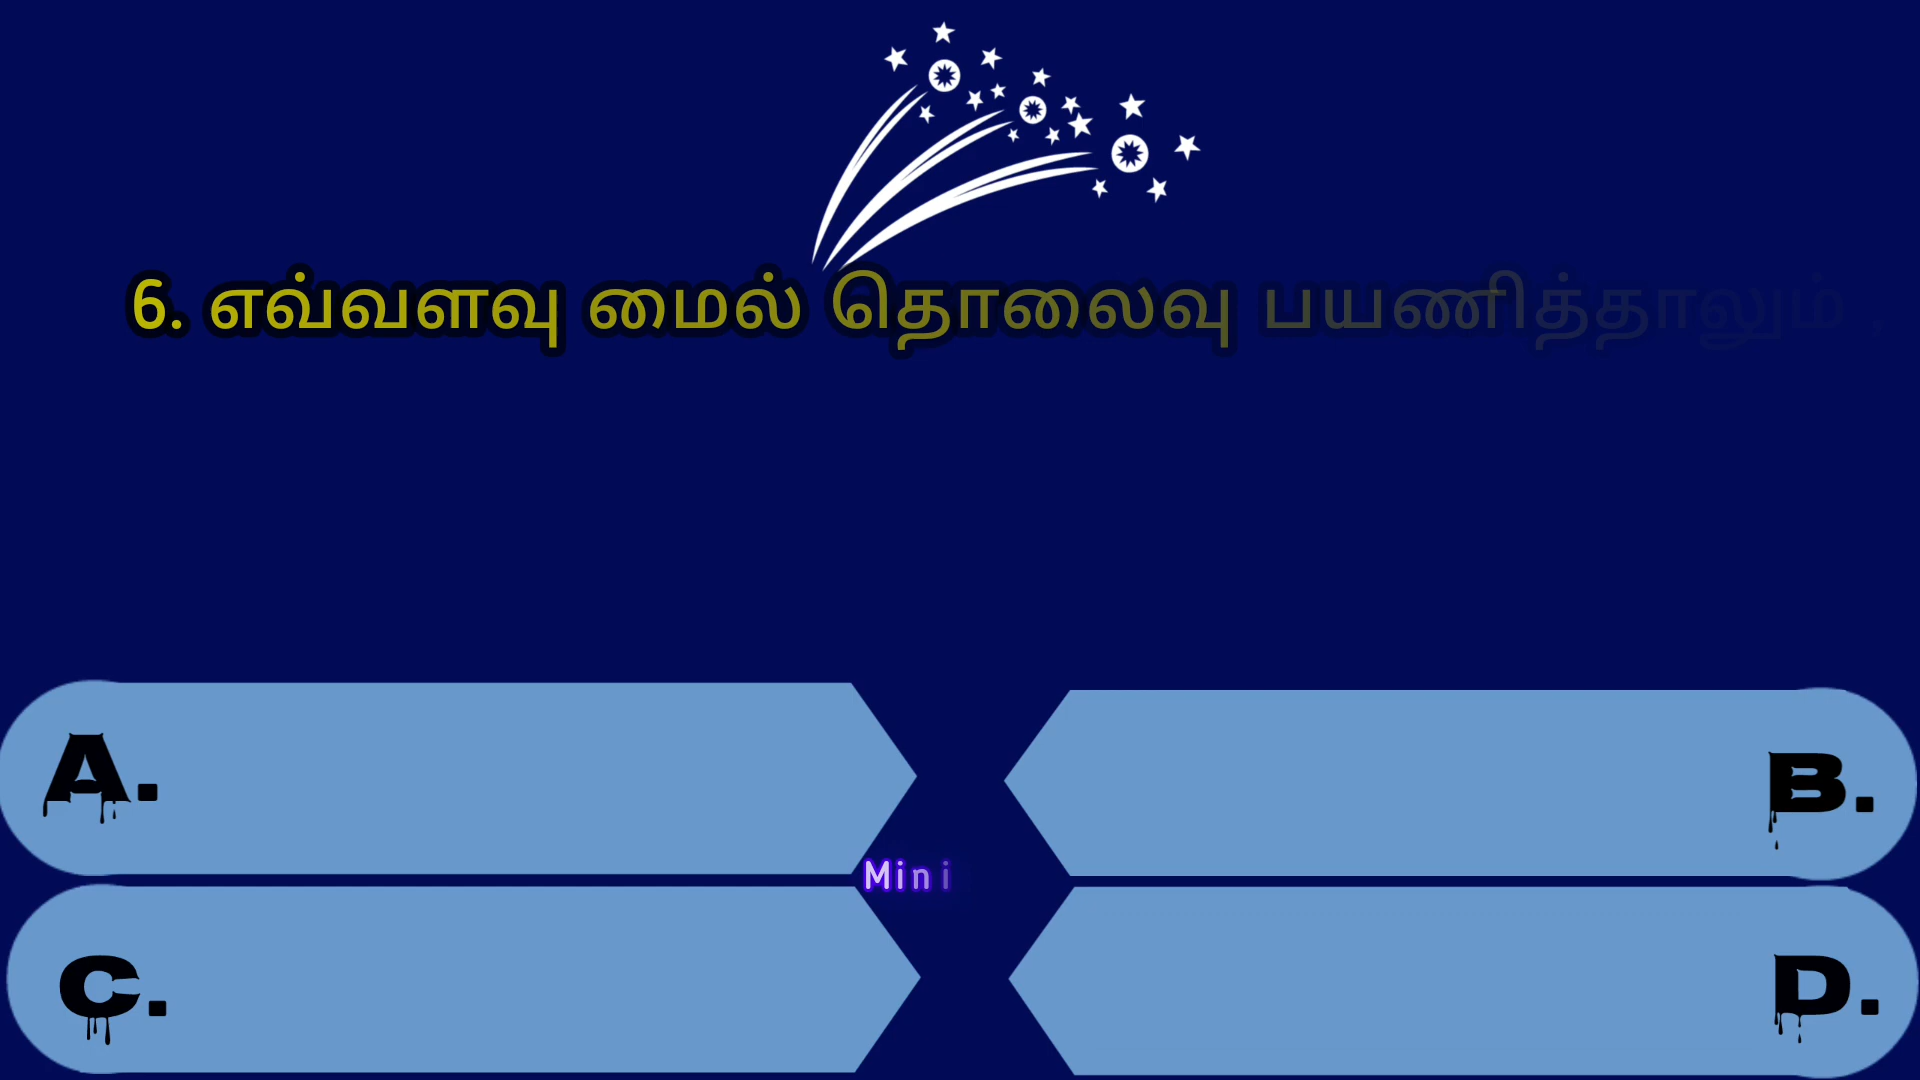 6. எவ்வளவு மைல் தொலைவு பயணித்தாலும் ,
A.
B.
Mini
C.
D.